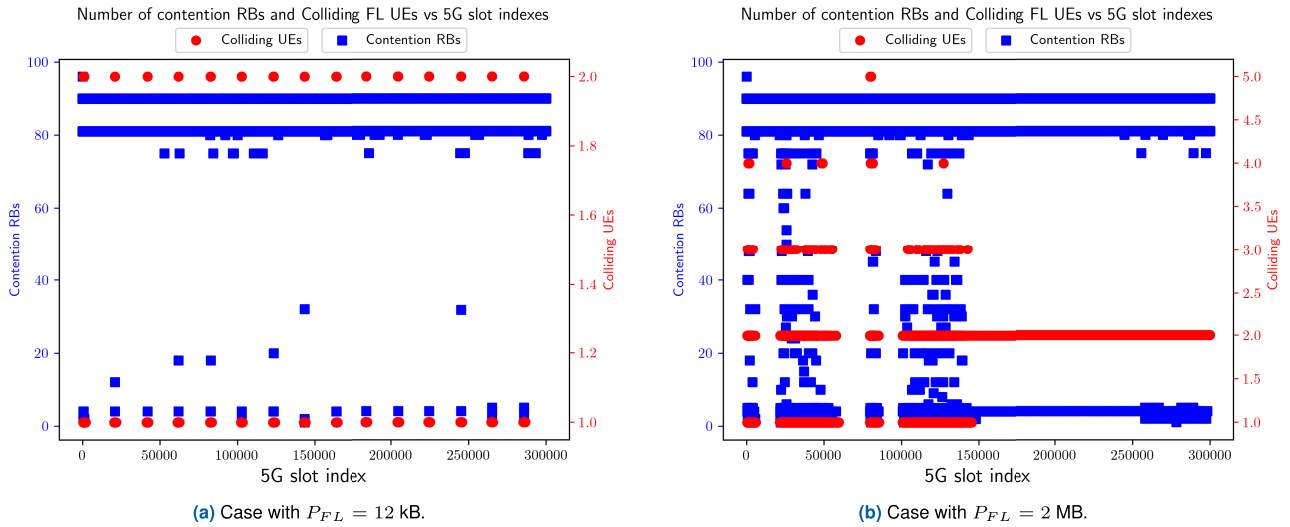 Number of contention RBs and Colliding FL UEs vs 5G slot indexes
Colliding UEs
Contention RBs
100
80
60
40
20
0
Contention RBs
2.0
1.8
1.6
1.4
1.2
1.0
Colliding UEs
0 50000 100000 150000 200000 250000 300000
5G slot index
(a) Case with P_{FL} = 12 kB.
Number of contention RBs and Colliding FL UEs vs 5G slot indexes
Colliding UEs
Contention RBs
100
80
60
40
20
0
Contention RBs
5.0
4.5
4.0
3.5
3.0
2.5
2.0
1.5
1.0
Colliding UEs
0 50000 100000 150000 200000 250000 300000
5G slot index
(b) Case with P_{FL} = 2 MB.